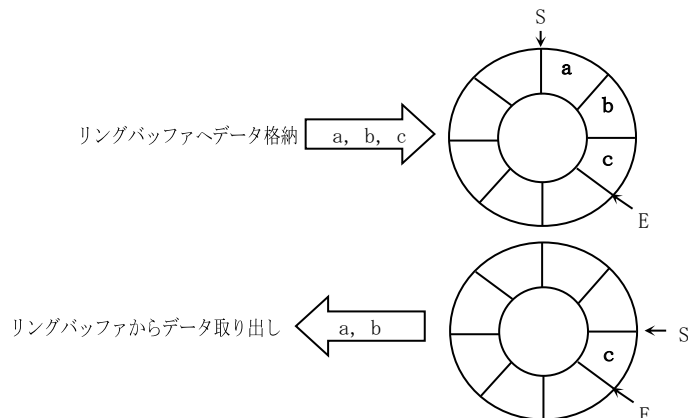 S
a
b
リングバッファへデータ格納
a, b, c
c
E
リングバッファからデータ取り出し
a, b
S
c
E